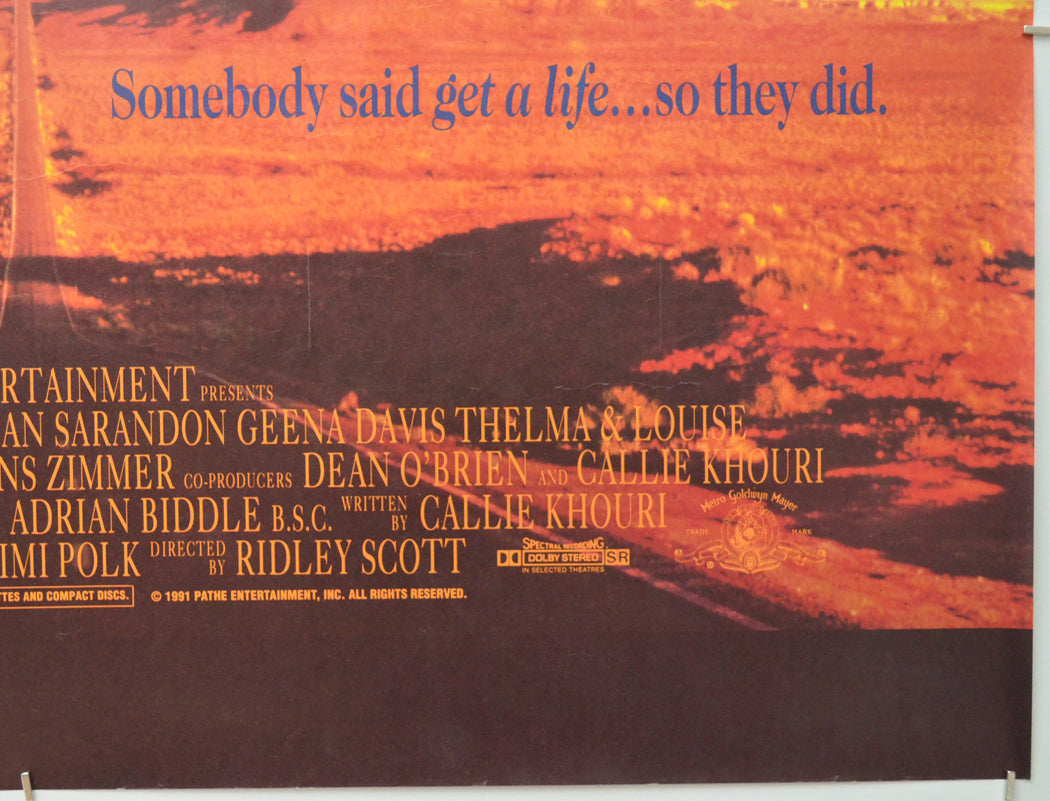 Somebody said get a life...so they did.
RTAINMENT PRESENTS
AN SARANDON GEENA DAVIS THELMA & LOUISE
NS ZIMMER CO-PRODUCERS DEAN O'BRIEN AND CALLIE KHOURI
ADRIAN BIDDLE B.S.C. WRITTEN BY CALLIE KHOURI
Metro Goldwyn Mayer
TRADE MARK
IMI POLK DIRECTED BY RIDLEY SCOTT
SPECTRAL RECORDING
DOLBY STEREO SR
IN SELECTED THEATRES
TTES AND COMPACT DISCS.
© 1991 PATHE ENTERTAINMENT, INC. ALL RIGHTS RESERVED.